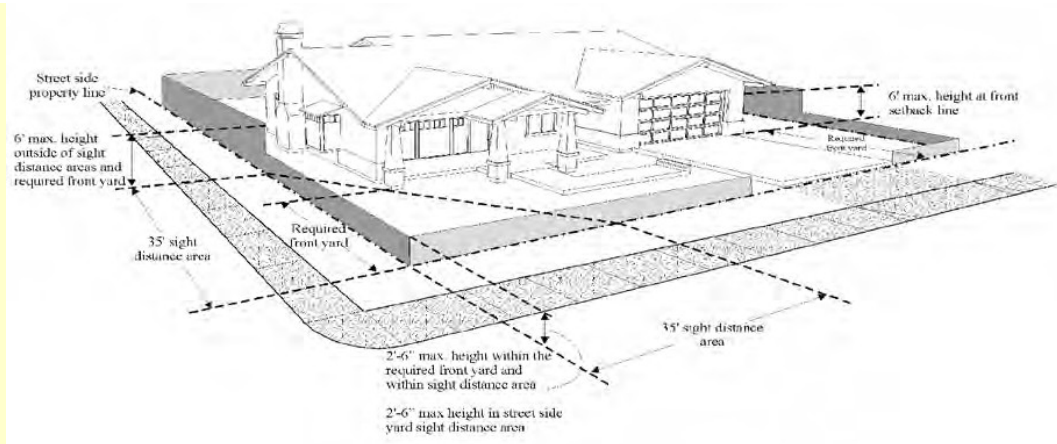 Street side
property line
6' max. height
outside of sight
distance areas and
required front yard
35' sight
distance area
Required
front yard
6' max. height at front
setback line
Required
front yard
35' sight distance
area
2'-6" max. height within the
required front yard and
within sight distance area
2'-6" max height in street side
yard sight distance area